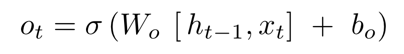 o_t = σ (W_o [h_{t−1}, x_t] + b_o)